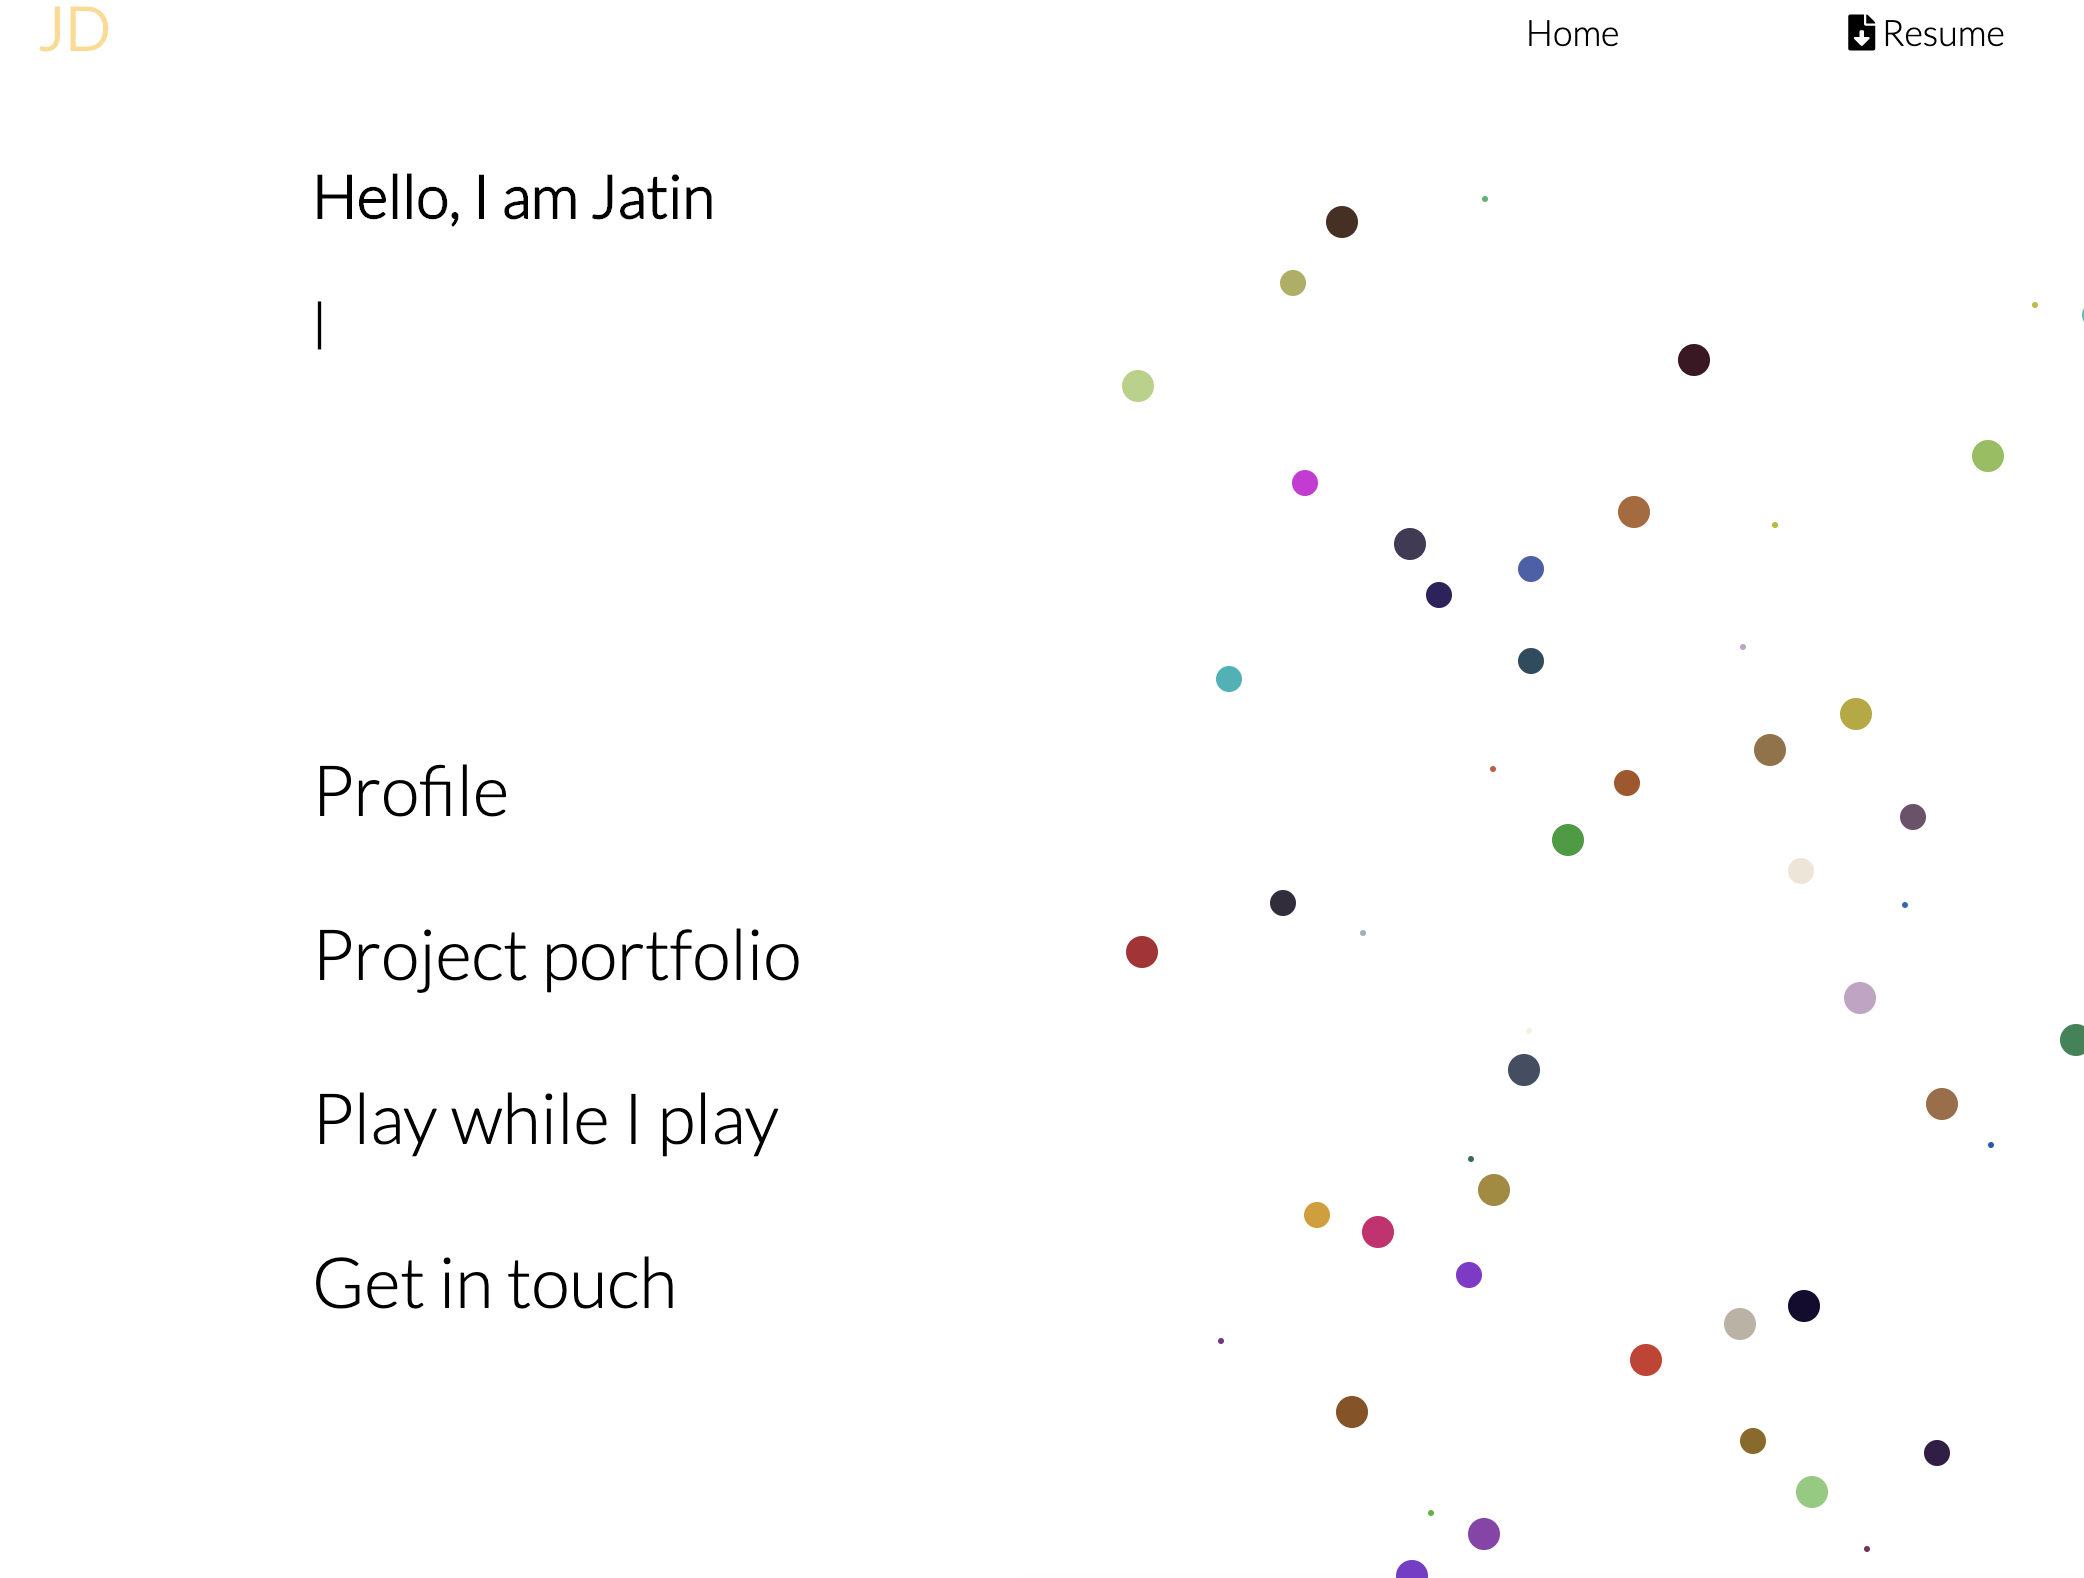 JD
Home
Resume
Hello, I am Jatin
|
Profile
Project portfolio
Play while I play
Get in touch